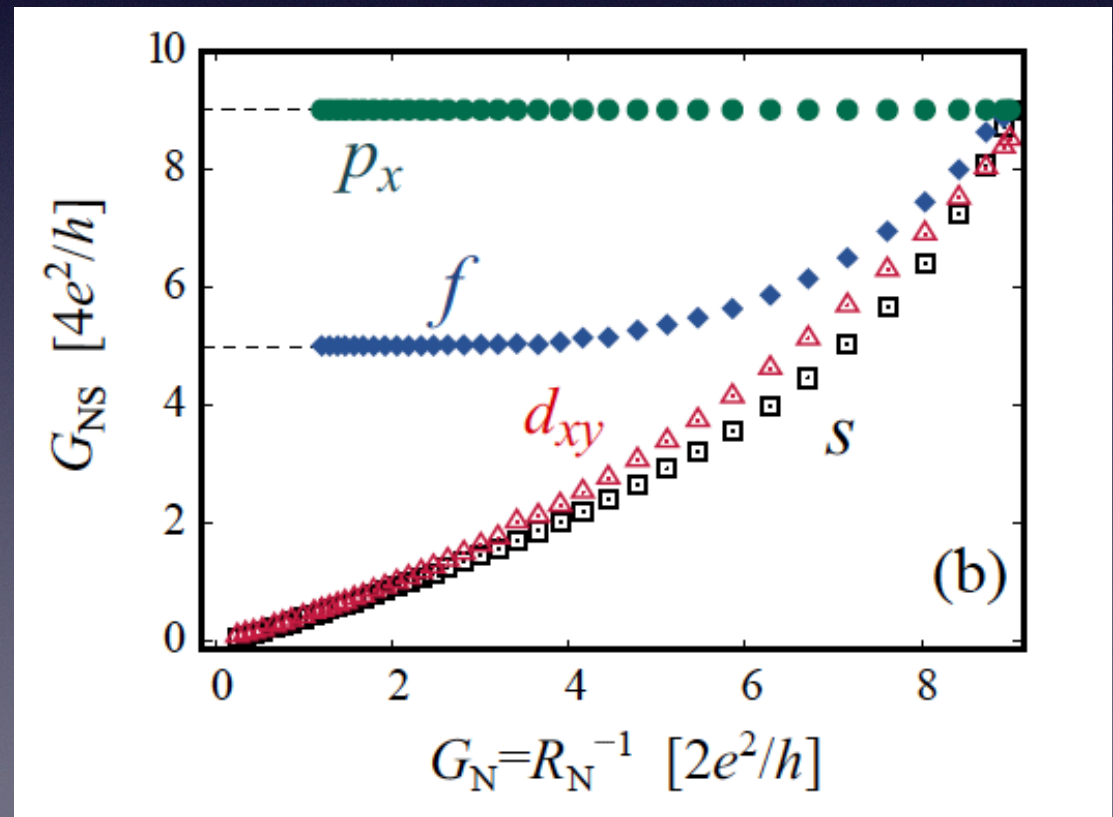 10
8
6
4
2
0
G_NS [4e²/h]
p_x
f
d_xy
s
(b)
0 2 4 6 8
G_N=R_N⁻¹ [2e²/h]